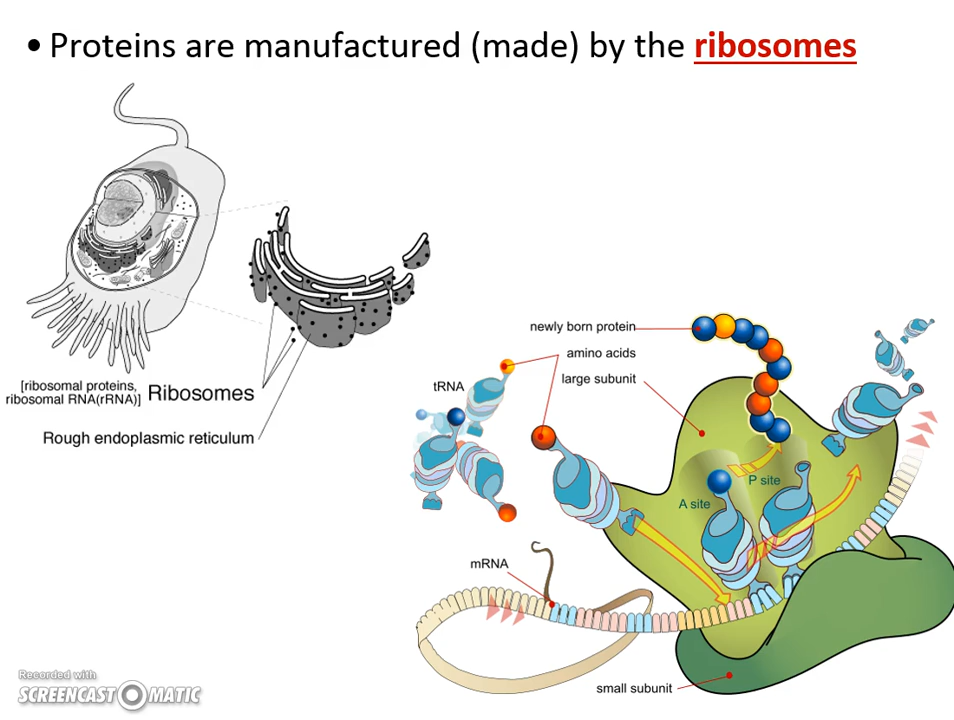 • Proteins are manufactured (made) by the ribosomes
[ribosomal proteins,
ribosomal RNA(rRNA)] Ribosomes
Rough endoplasmic reticulum
newly born protein
amino acids
large subunit
tRNA
P site
A site
mRNA
small subunit
Recorded with
SCREENCAST-O-MATIC